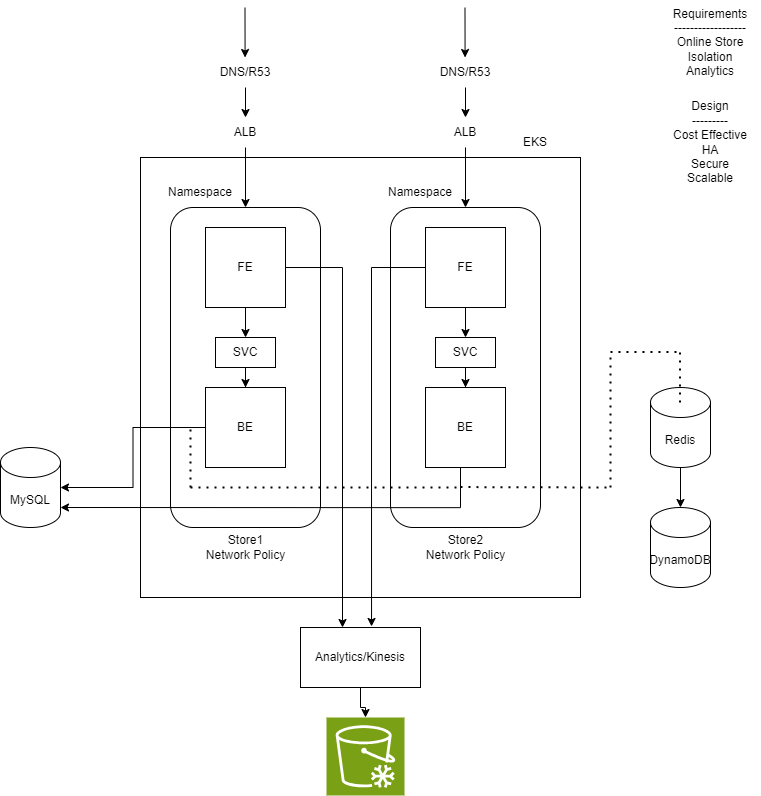 Requirements
------------------
Online Store
Isolation
Analytics
Design
---------
Cost Effective
HA
Secure
Scalable
DNS/R53
DNS/R53
ALB
ALB
EKS
Namespace
Namespace
FE
FE
SVC
SVC
BE
BE
MySQL
Redis
DynamoDB
Store1
Network Policy
Store2
Network Policy
Analytics/Kinesis